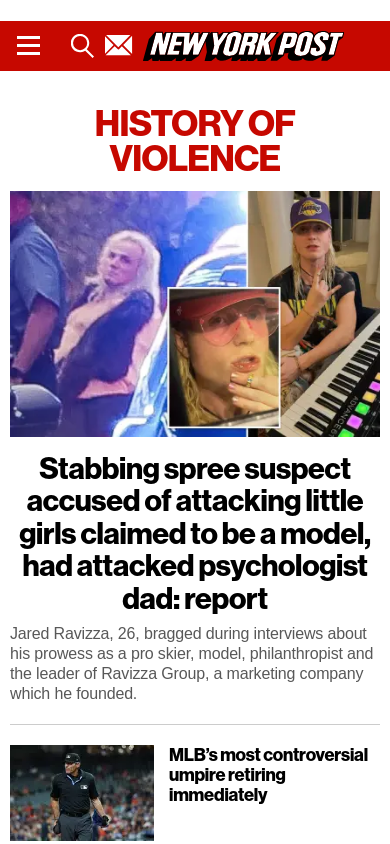 NEW YORK POST
HISTORY OF
VIOLENCE
Stabbing spree suspect
accused of attacking little
girls claimed to be a model,
had attacked psychologist
dad: report
Jared Ravizza, 26, bragged during interviews about
his prowess as a pro skier, model, philanthropist and
the leader of Ravizza Group, a marketing company
which he founded.
MLB’s most controversial
umpire retiring
immediately